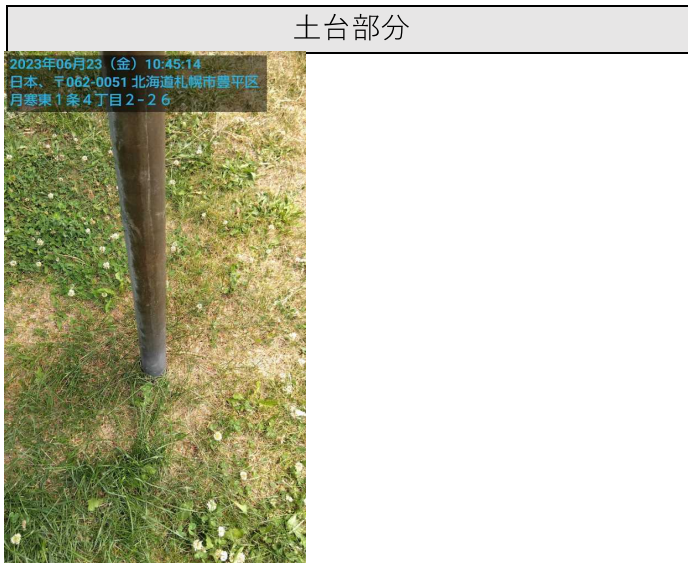 土台部分
2023年06月23（金）10:45:14
日本、〒062-0051 北海道札幌市豊平区
月寒東１条４丁目２−２６